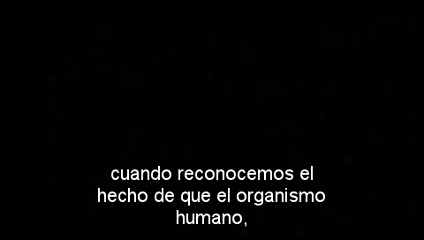 cuando reconocemos el
hecho de que el organismo
humano,